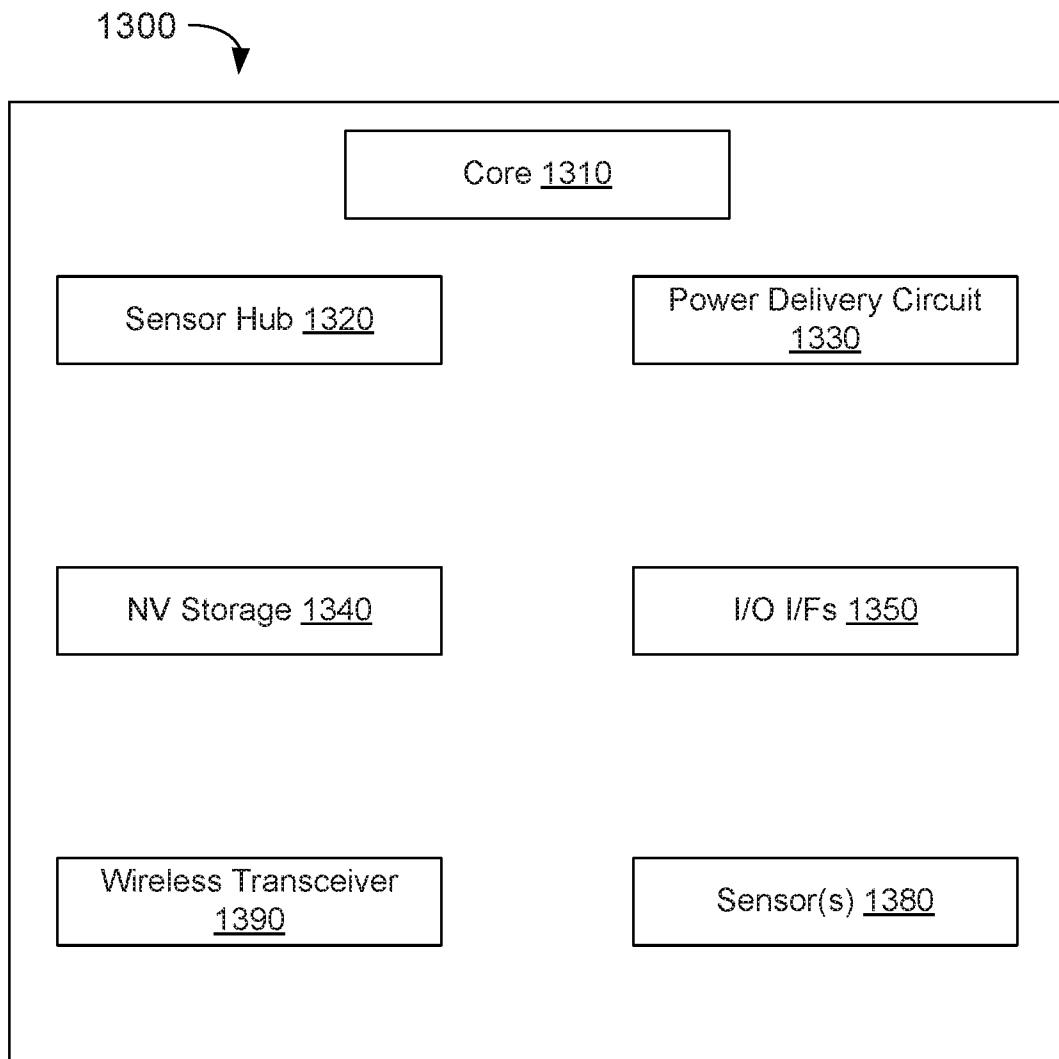 1300
Core 1310
Sensor Hub 1320
Power Delivery Circuit
1330
NV Storage 1340
I/O I/Fs 1350
Wireless Transceiver
1390
Sensor(s) 1380